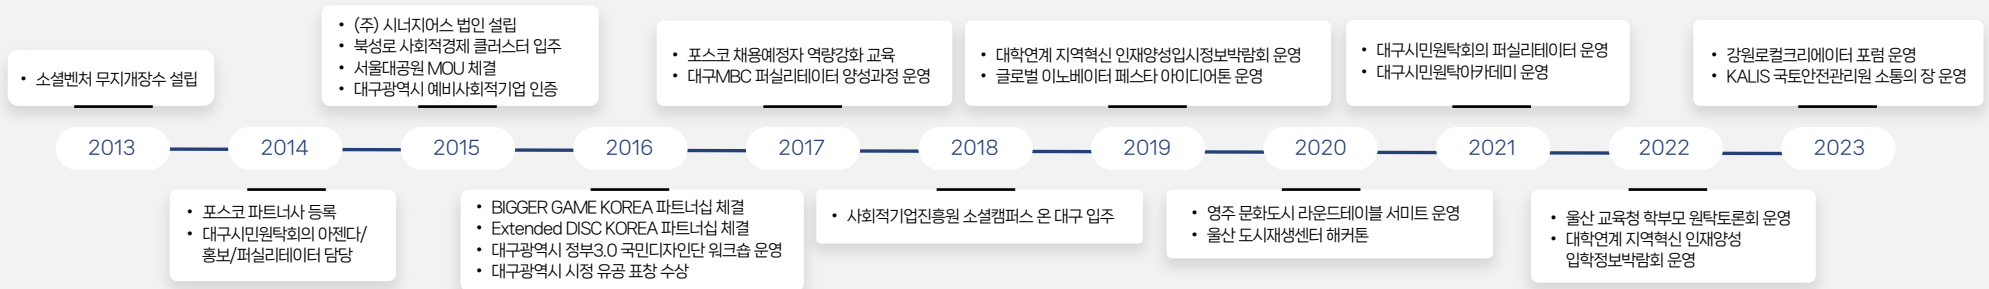 • 소셜벤처 무지개장수 설립
• (주) 시너지어스 법인 설립
• 북성로 사회적경제 클러스터 입주
• 서울대공원 MOU 체결
• 대구광역시 예비사회적기업 인증
• 포스코 채용예정자 역량강화 교육
• 대구MBC 퍼실리테이터 양성과정 운영
• 대학연계 지역혁신 인재양성입시정보박람회 운영
• 글로벌 이노베이터 페스타 아이디어톤 운영
• 대구시민원탁회의 퍼실리테이터 운영
• 대구시민원탁아카데미 운영
• 강원로컬크리에이터 포럼 운영
• KALIS 국토안전관리원 소통의 장 운영
2013
2014
2015
2016
2017
2018
2019
2020
2021
2022
2023
• 포스코 파트너사 등록
• 대구시민원탁회의 아젠다/
홍보/퍼실리테이터 담당
• BIGGER GAME KOREA 파트너십 체결
• Extended DISC KOREA 파트너십 체결
• 대구광역시 정부3.0 국민디자인단 워크숍 운영
• 대구광역시 시정 유공 표창 수상
• 사회적기업진흥원 소셜캠퍼스 온 대구 입주
• 영주 문화도시 라운드테이블 서미트 운영
• 울산 도시재생센터 해커톤
• 울산 교육청 학부모 원탁토론회 운영
• 대학연계 지역혁신 인재양성
입학정보박람회 운영